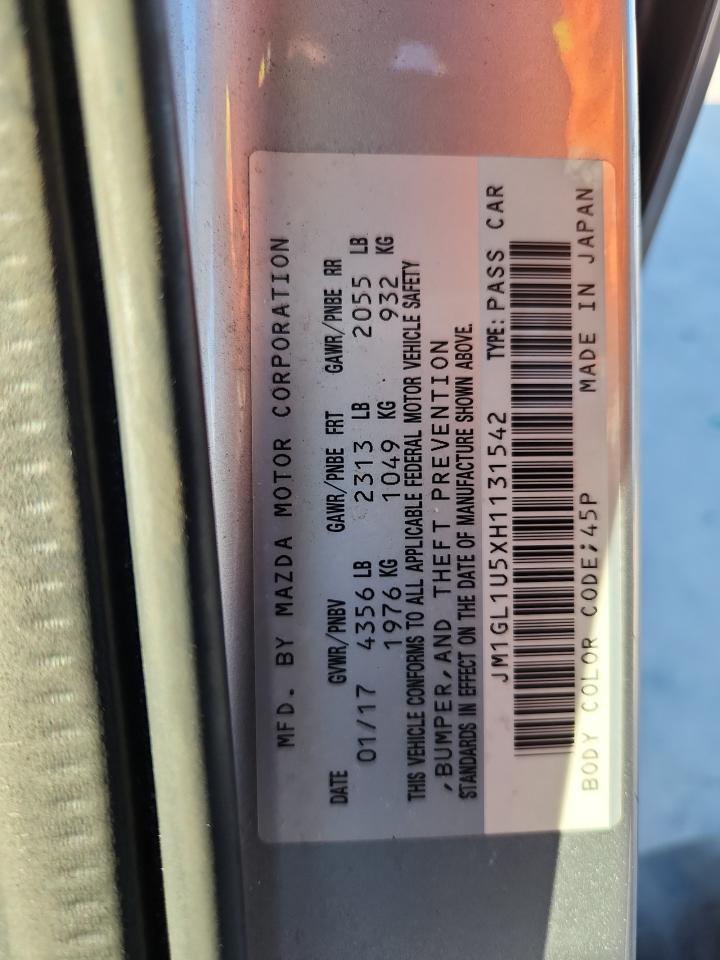 MFD. BY MAZDA MOTOR CORPORATION
DATE GVWR/PNBV GAWR/PNBE FRT GAWR/PNBE RR
01/17 4356 LB 2313 LB 2055 LB
1976 KG 1049 KG 932 KG
THIS VEHICLE CONFORMS TO ALL APPLICABLE FEDERAL MOTOR VEHICLE SAFETY
,BUMPER,AND THEFT PREVENTION
STANDARDS IN EFFECT ON THE DATE OF MANUFACTURE SHOWN ABOVE.
JM1GL1U5XH1131542 TYPE: PASS CAR
BODY COLOR CODE;45P MADE IN JAPAN